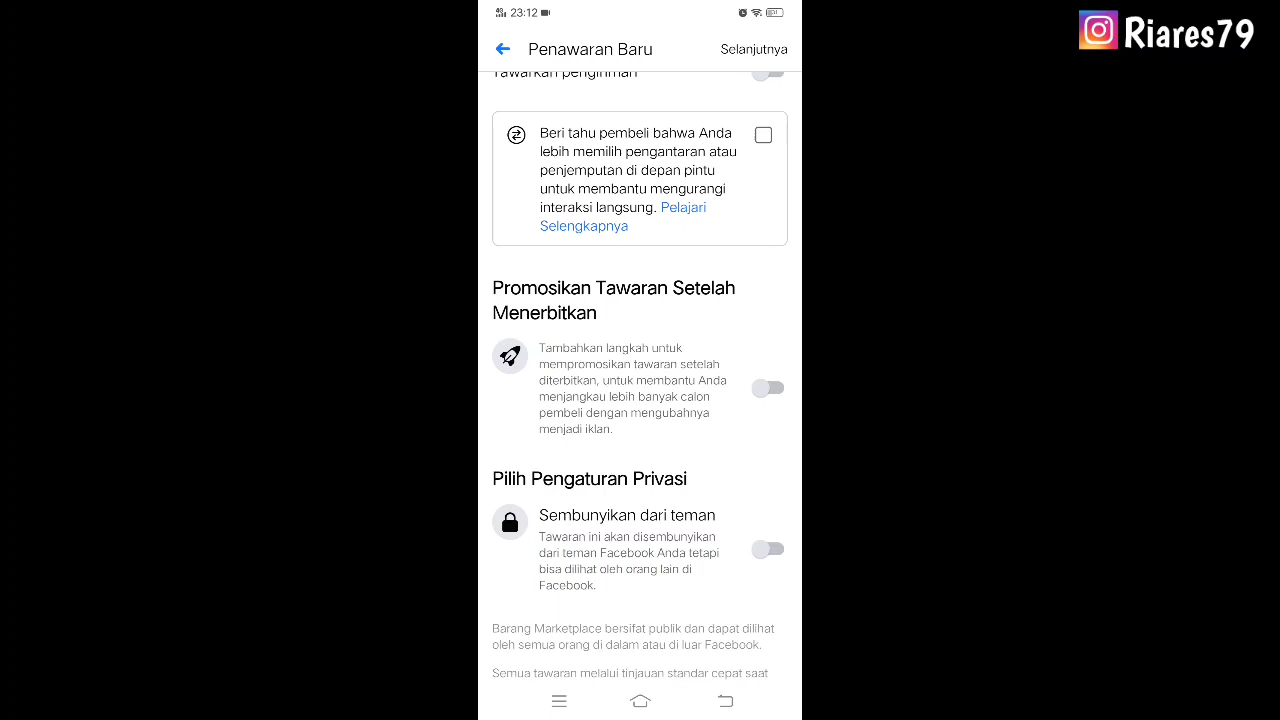 23:12
31
Riares79
Penawaran Baru
Selanjutnya
Tawarkan pengiriman
Beri tahu pembeli bahwa Anda
lebih memilih pengantaran atau
penjemputan di depan pintu
untuk membantu mengurangi
interaksi langsung. Pelajari
Selengkapnya
Promosikan Tawaran Setelah
Menerbitkan
Tambahkan langkah untuk
mempromosikan tawaran setelah
diterbitkan, untuk membantu Anda
menjangkau lebih banyak calon
pembeli dengan mengubahnya
menjadi iklan.
Pilih Pengaturan Privasi
Sembunyikan dari teman
Tawaran ini akan disembunyikan
dari teman Facebook Anda tetapi
bisa dilihat oleh orang lain di
Facebook.
Barang Marketplace bersifat publik dan dapat dilihat
oleh semua orang di dalam atau di luar Facebook.
Semua tawaran melalui tinjauan standar cepat saat